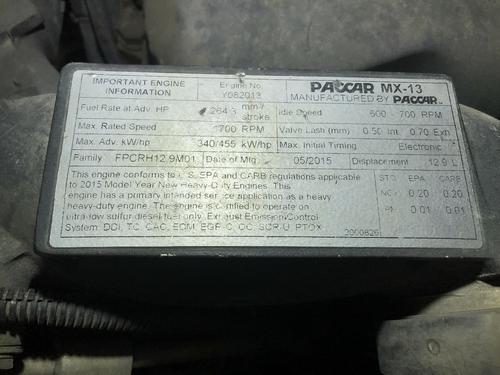 IMPORTANT ENGINE INFORMATION
Engine No. Y082013
PACCAR MX-13
MANUFACTURED BY PACCAR
Fuel Rate at Adv. HP 264.3 mm³/stroke
Idle Speed 600 - 700 RPM
Max. Rated Speed 1700 RPM
Valve Lash (mm) 0.50 Int. 0.70 Exh
Max. Adv. kW/hp 340/455 kW/hp
Max. Initial Timing Electronic
Family FPCRH12.9M01
Date of Mfg. 05/2015
Displacement 12.9 L
This engine conforms to U.S. EPA and CARB regulations applicable
to 2015 Model Year New Heavy-Duty Engines. This
engine has a primary intended service application as a heavy
heavy-duty engine. The engine is certified to operate on
ultra-low sulfur diesel fuel only. Exhaust Emission Control
System: DDI, TC, CAC, ECM, EGR-C, OC, SCR-U, PTOX
STD EPA CARB
NOx 0.20 0.20
PM 0.01 0.01
2000826